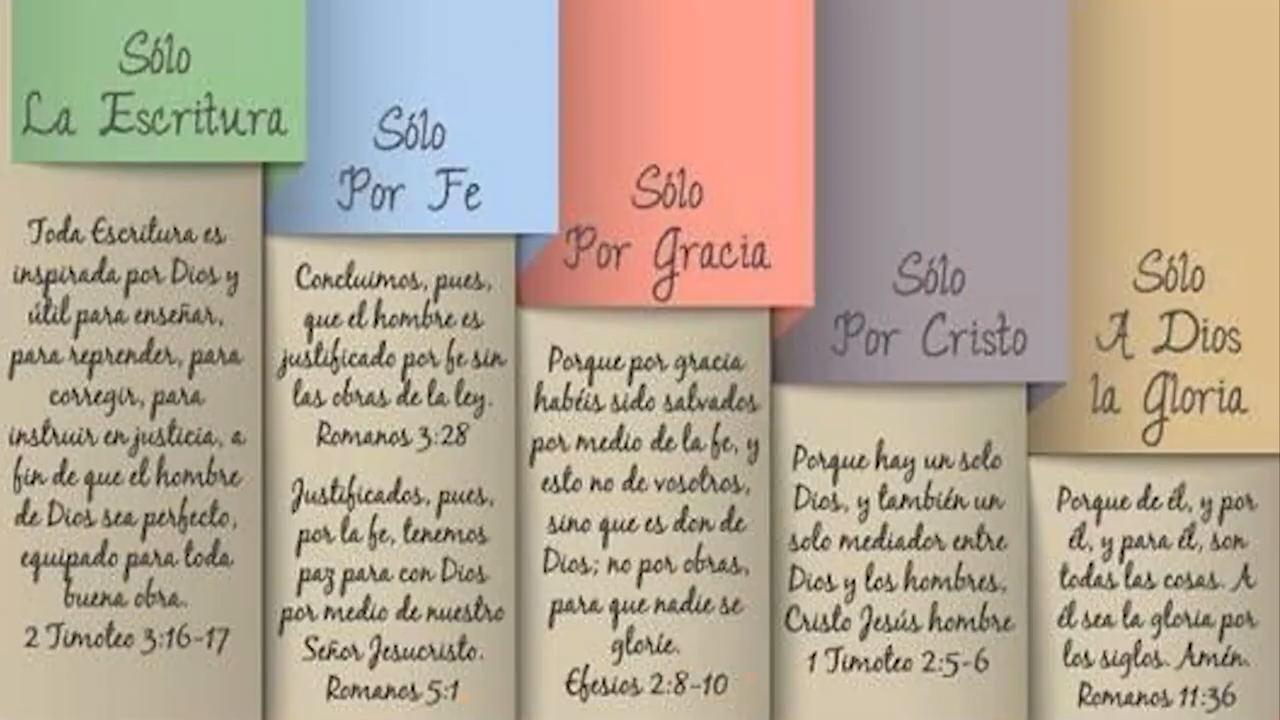 Sólo
La Escritura
Toda Escritura es
inspirada por Dios y
útil para enseñar,
para reprender, para
corregir, para
instruir en justicia, a
fin de que el hombre
de Dios sea perfecto,
equipado para toda
buena obra.
2 Timoteo 3:16-17
Sólo
Por Fe
Concluimos, pues,
que el hombre es
justificado por fe sin
las obras de la ley.
Romanos 3:28
Justificados, pues,
por la fe, tenemos
paz para con Dios
por medio de nuestro
Señor Jesucristo.
Romanos 5:1
Sólo
Por Gracia
Porque por gracia
habéis sido salvados
por medio de la fe, y
esto no de vosotros,
sino que es don de
Dios; no por obras,
para que nadie se
gloríe.
Efesios 2:8-10
Sólo
Por Cristo
Porque hay un solo
Dios, y también un
solo mediador entre
Dios y los hombres,
Cristo Jesús hombre
1 Timoteo 2:5-6
Sólo
A Dios
la Gloria
Porque de él, y por
él, y para él, son
todas las cosas. A
él sea la gloria por
los siglos. Amén.
Romanos 11:36